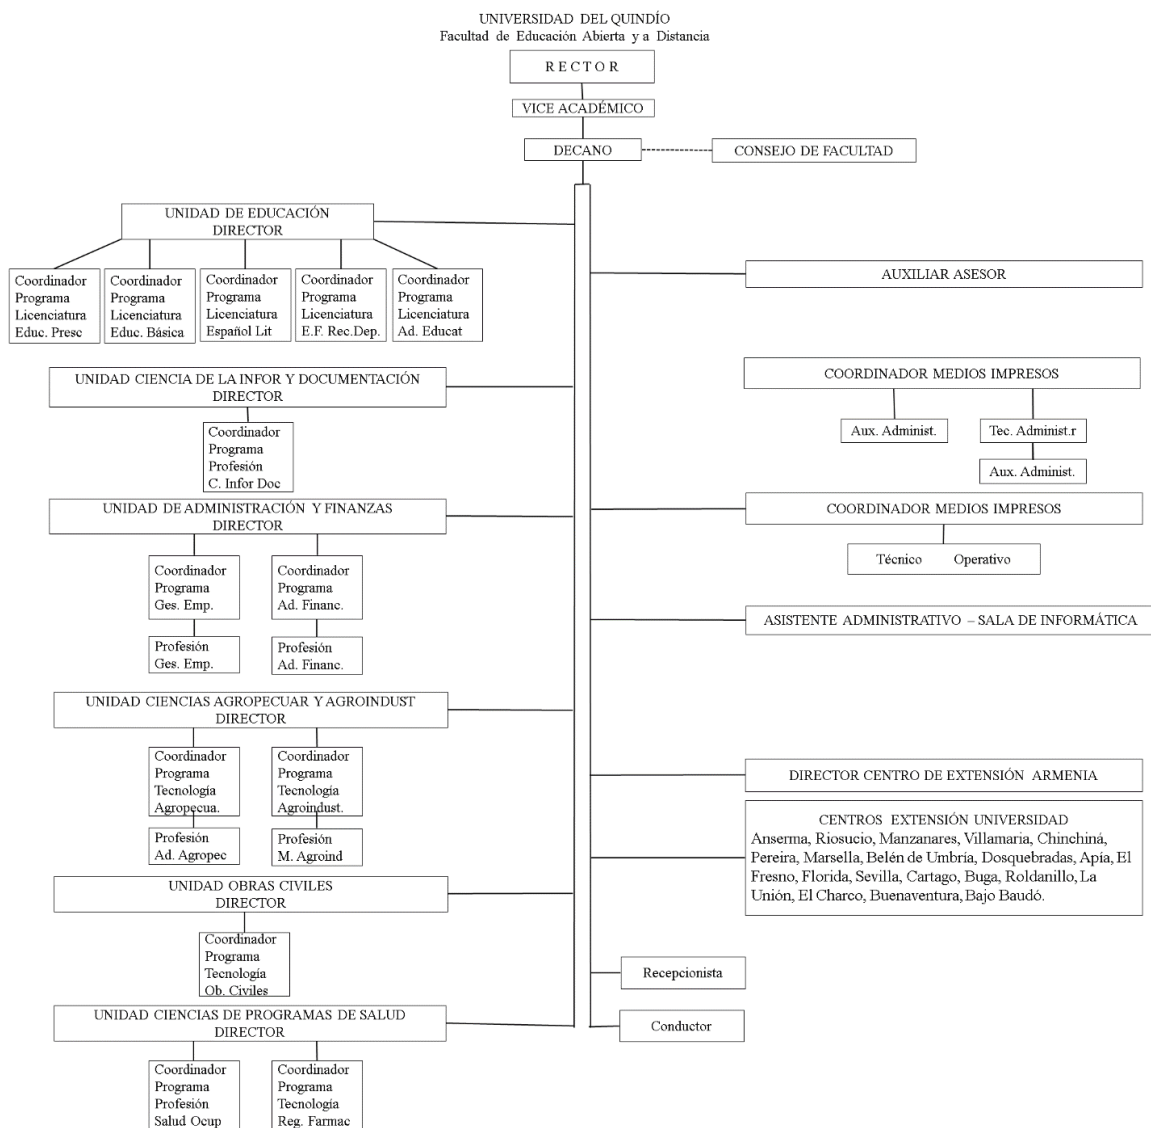 UNIVERSIDAD DEL QUINDÍO
Facultad de Educación Abierta y a Distancia
RECTOR
VICE ACADÉMICO
DECANO
CONSEJO DE FACULTAD
UNIDAD DE EDUCACIÓN
DIRECTOR
Coordinador
Programa
Licenciatura
Educ. Presc
Coordinador
Programa
Licenciatura
Educ. Básica
Coordinador
Programa
Licenciatura
Español Lit
Coordinador
Programa
Licenciatura
E.F. Rec.Dep.
Coordinador
Programa
Licenciatura
Ad. Educat
UNIDAD CIENCIA DE LA INFOR Y DOCUMENTACIÓN
DIRECTOR
Coordinador
Programa
Profesión
C. Infor Doc
UNIDAD DE ADMINISTRACIÓN Y FINANZAS
DIRECTOR
Coordinador
Programa
Ges. Emp.
Coordinador
Programa
Ad. Financ.
Profesión
Ges. Emp.
Profesión
Ad. Financ.
UNIDAD CIENCIAS AGROPECUAR Y AGROINDUST
DIRECTOR
Coordinador
Programa
Tecnología
Agropecua.
Coordinador
Programa
Tecnología
Agroindust.
Profesión
Ad. Agropec
Profesión
M. Agroind
UNIDAD OBRAS CIVILES
DIRECTOR
Coordinador
Programa
Tecnología
Ob. Civiles
UNIDAD CIENCIAS DE PROGRAMAS DE SALUD
DIRECTOR
Coordinador
Programa
Profesión
Salud Ocup
Coordinador
Programa
Tecnología
Reg. Farmac
AUXILIAR ASESOR
COORDINADOR MEDIOS IMPRESOS
Aux. Administ.
Tec. Administ.r
Aux. Administ.
COORDINADOR MEDIOS IMPRESOS
Técnico Operativo
ASISTENTE ADMINISTRATIVO – SALA DE INFORMÁTICA
DIRECTOR CENTRO DE EXTENSIÓN ARMENIA
CENTROS EXTENSIÓN UNIVERSIDAD
Anserma, Riosucio, Manzanares, Villamaria, Chinchiná,
Pereira, Marsella, Belén de Umbría, Dosquebradas, Apía, El
Fresno, Florida, Sevilla, Cartago, Buga, Roldanillo, La
Unión, El Charco, Buenaventura, Bajo Baudó.
Recepcionista
Conductor